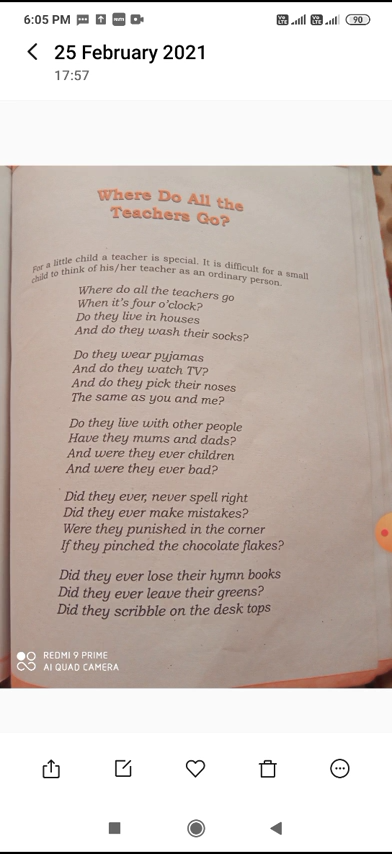 6:05 PM
90
25 February 2021
17:57
Where Do All the
Teachers Go?
For a little child a teacher is special. It is difficult for a small
child to think of his/her teacher as an ordinary person.
Where do all the teachers go
When it's four o'clock?
Do they live in houses
And do they wash their socks?
Do they wear pyjamas
And do they watch TV?
And do they pick their noses
The same as you and me?
Do they live with other people
Have they mums and dads?
And were they ever children
And were they ever bad?
Did they ever, never spell right
Did they ever make mistakes?
Were they punished in the corner
If they pinched the chocolate flakes?
Did they ever lose their hymn books
Did they ever leave their greens?
Did they scribble on the desk tops
REDMI 9 PRIME
AI QUAD CAMERA